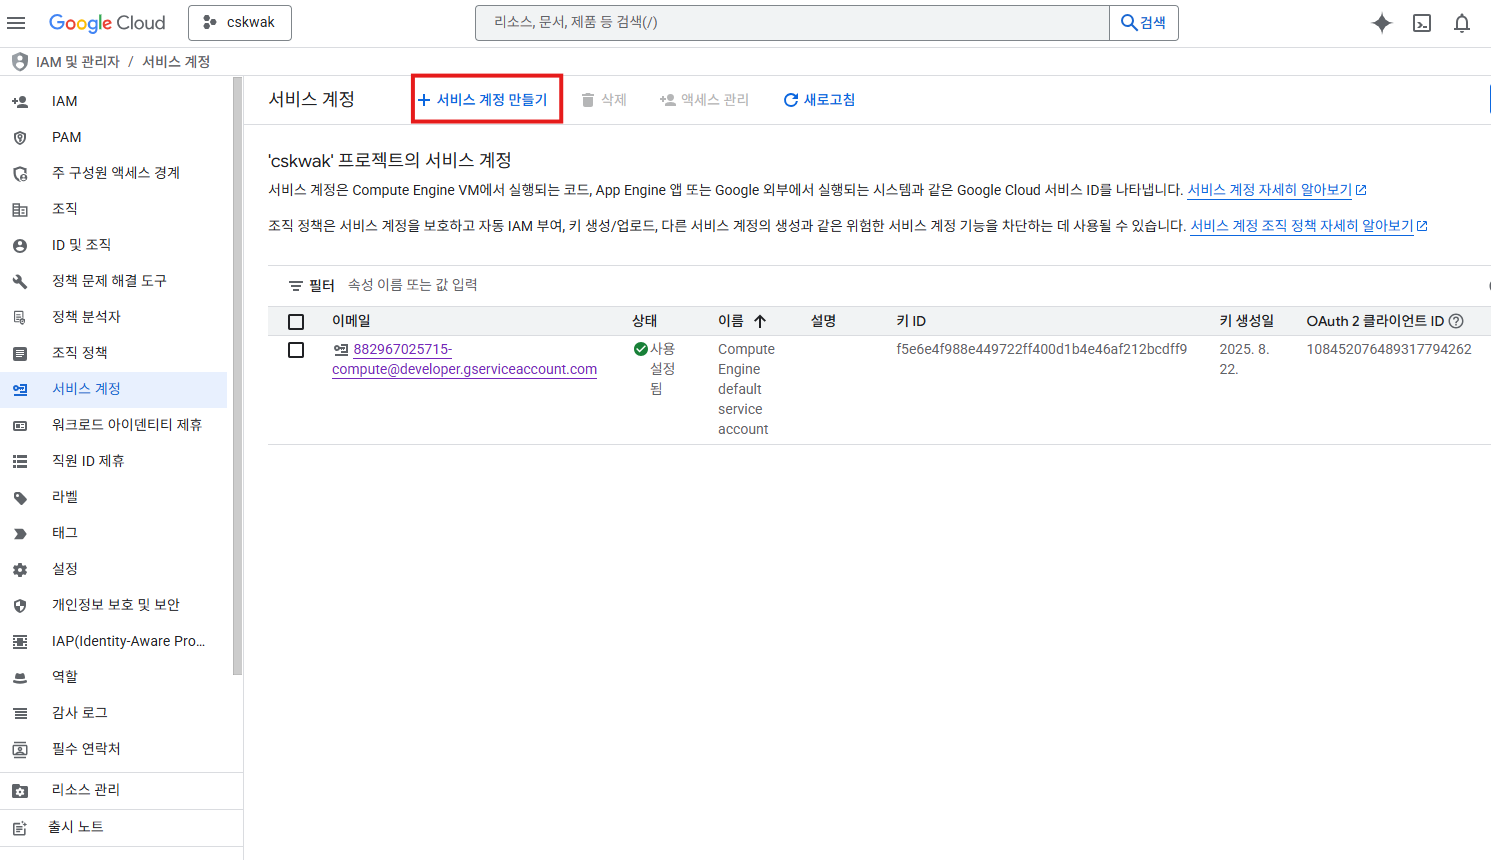 Google Cloud
cskwak
리소스, 문서, 제품 등 검색(/)
검색
IAM 및 관리자 / 서비스 계정
IAM
PAM
주 구성원 액세스 경계
조직
ID 및 조직
정책 문제 해결 도구
정책 분석자
조직 정책
서비스 계정
워크로드 아이덴티티 제휴
직원 ID 제휴
라벨
태그
설정
개인정보 보호 및 보안
IAP(Identity-Aware Pro...
역할
감사 로그
필수 연락처
리소스 관리
출시 노트
서비스 계정
+ 서비스 계정 만들기
삭제
액세스 관리
새로고침
'cskwak' 프로젝트의 서비스 계정
서비스 계정은 Compute Engine VM에서 실행되는 코드, App Engine 앱 또는 Google 외부에서 실행되는 시스템과 같은 Google Cloud 서비스 ID를 나타냅니다. 서비스 계정 자세히 알아보기
조직 정책은 서비스 계정을 보호하고 자동 IAM 부여, 키 생성/업로드, 다른 서비스 계정의 생성과 같은 위험한 서비스 계정 기능을 차단하는 데 사용될 수 있습니다. 서비스 계정 조직 정책 자세히 알아보기
필터 속성 이름 또는 값 입력
이메일 상태 이름 설명 키 ID 키 생성일 OAuth 2 클라이언트 ID
882967025715-
compute@developer.gserviceaccount.com
사용
설정
됨
Compute
Engine
default
service
account
f5e6e4f988e449722ff400d1b4e46af212bcdff9
2025. 8.
22.
108452076489317794262